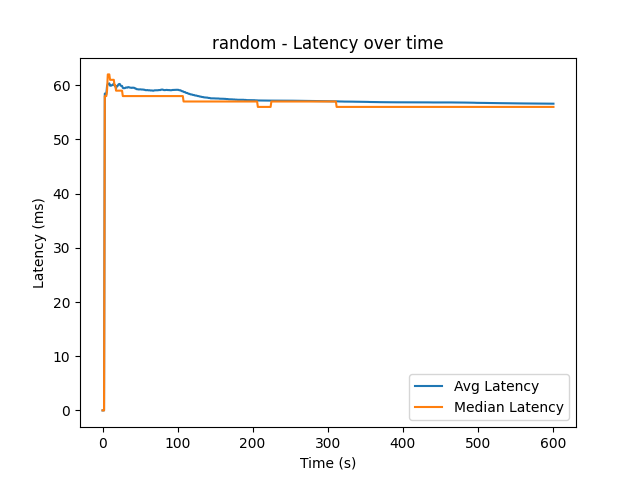 random - Latency over time
Latency (ms)
60
50
40
30
20
10
0
Avg Latency
Median Latency
0 100 200 300 400 500 600
Time (s)